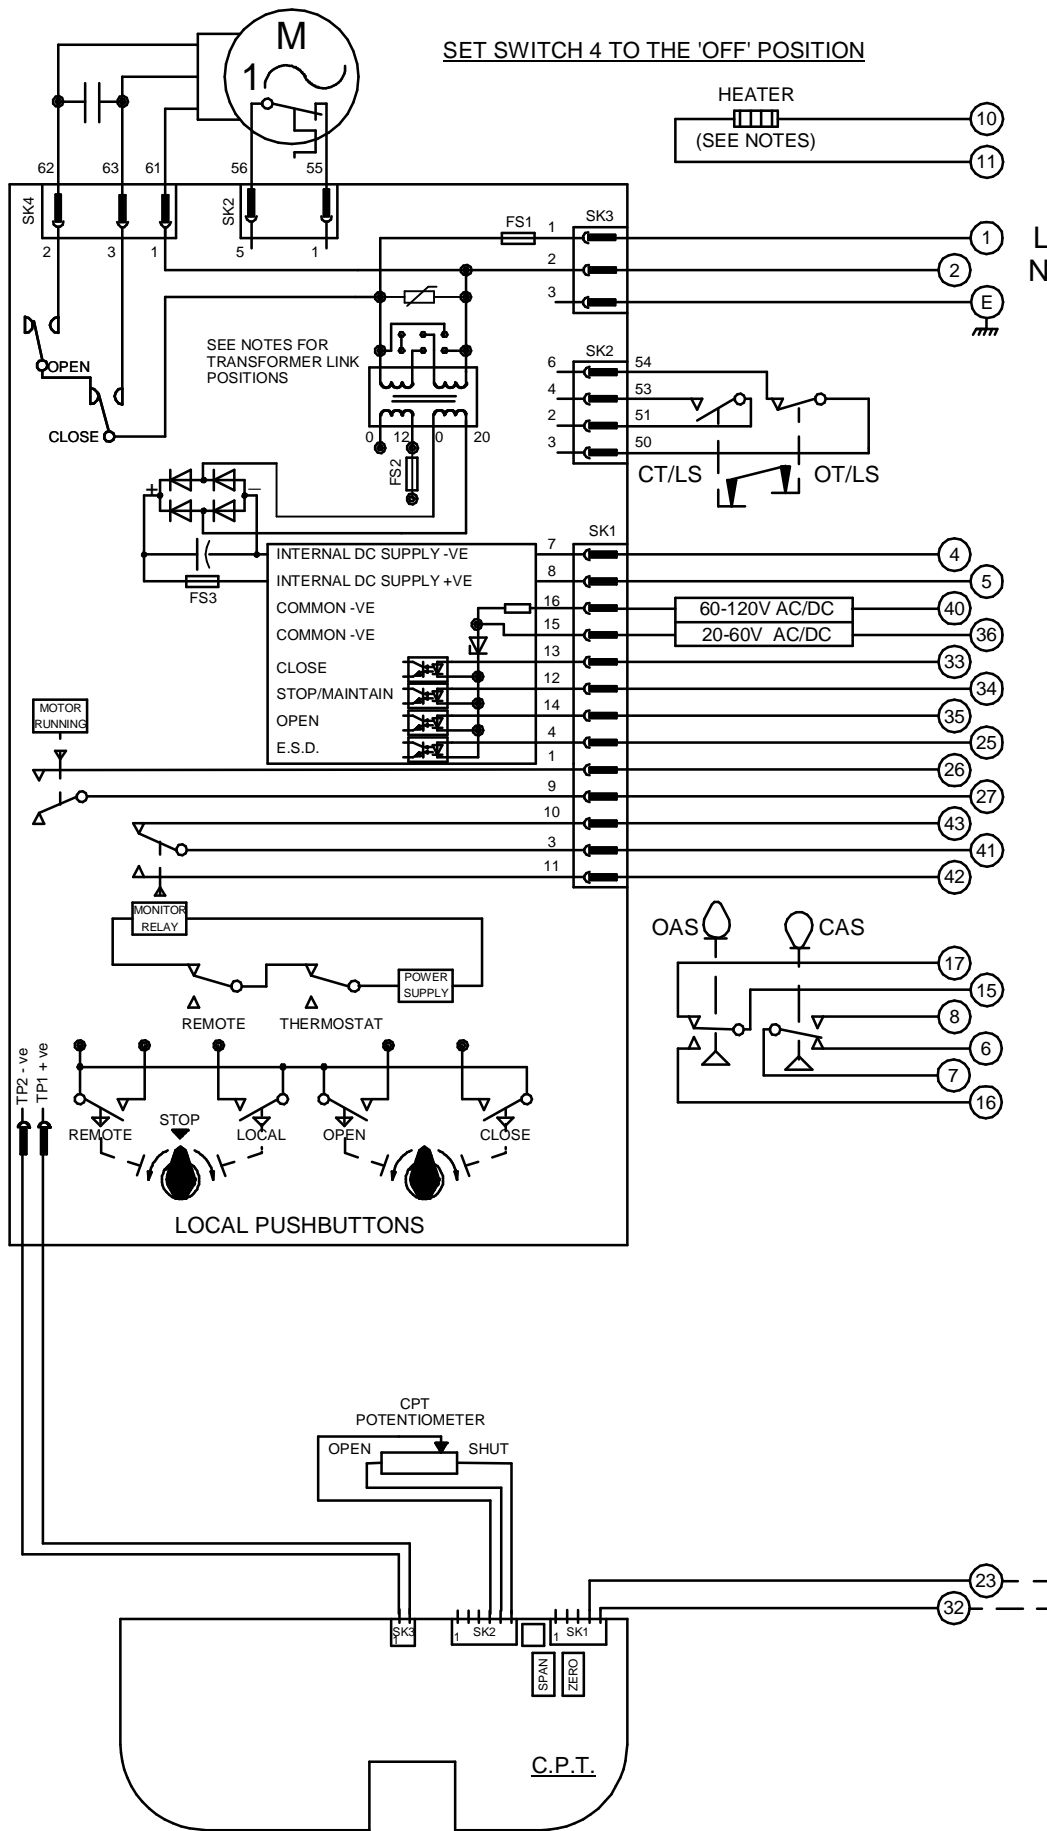 M
1
SET SWITCH 4 TO THE 'OFF' POSITION
HEATER
(SEE NOTES)
10
11
62
63
61
56
55
SK4
SK2
2
3
1
5
1
FS1
SK3
1
2
3
1
L
2
N
E
SEE NOTES FOR
TRANSFORMER LINK
POSITIONS
OPEN
CLOSE
0
12
0
20
FS2
SK2
6
54
4
53
2
51
3
50
CT/LS
OT/LS
+
–
FS3
SK1
INTERNAL DC SUPPLY -VE
7
4
INTERNAL DC SUPPLY +VE
8
5
COMMON -VE
16
60-120V AC/DC
40
COMMON -VE
15
20-60V AC/DC
36
CLOSE
13
33
STOP/MAINTAIN
12
34
OPEN
14
35
E.S.D.
4
25
MOTOR
RUNNING
1
26
9
27
10
43
3
41
11
42
MONITOR
RELAY
POWER
SUPPLY
REMOTE
THERMOSTAT
OAS
CAS
17
15
8
6
7
16
TP2 - ve
TP1 + ve
REMOTE
STOP
LOCAL
OPEN
CLOSE
LOCAL PUSHBUTTONS
CPT
POTENTIOMETER
OPEN
SHUT
23
32
SK3
1
SK2
1
SK1
1
SPAN
ZERO
C.P.T.